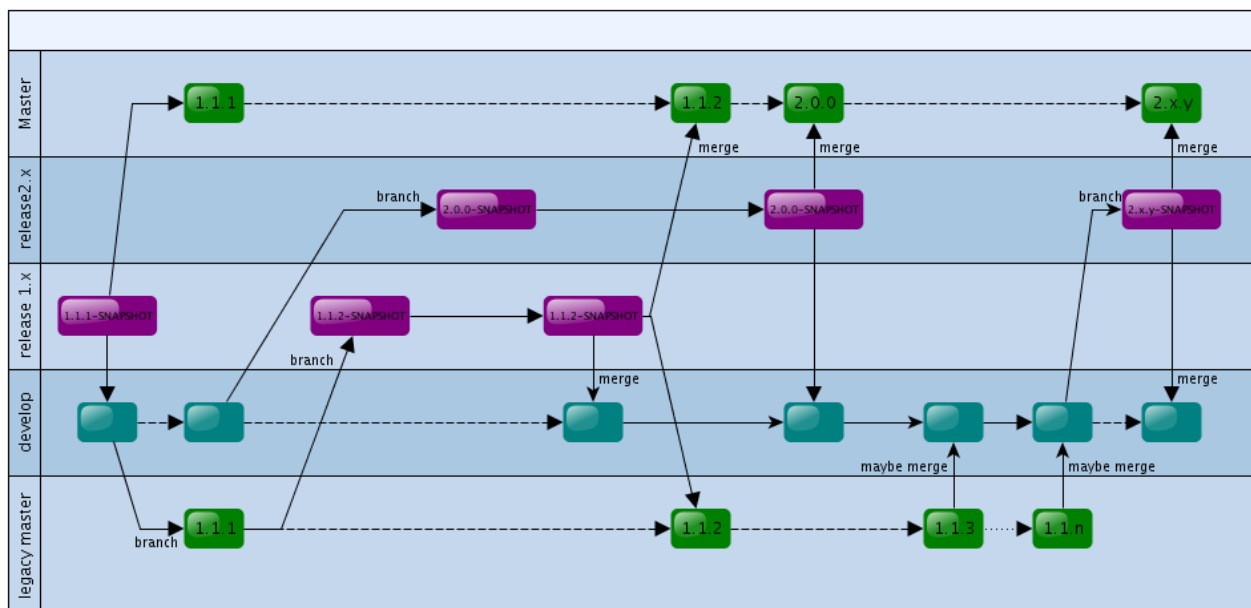 Master
1.1.1
1.1.2
2.0.0
2.x.y
merge
merge
merge
release2.x
branch
2.0.0-SNAPSHOT
2.0.0-SNAPSHOT
branch
2.x.y-SNAPSHOT
release 1.x
1.1.1-SNAPSHOT
1.1.2-SNAPSHOT
1.1.2-SNAPSHOT
branch
develop
merge
merge
maybe merge
maybe merge
legacy master
branch
1.1.1
1.1.2
1.1.3
1.1.n